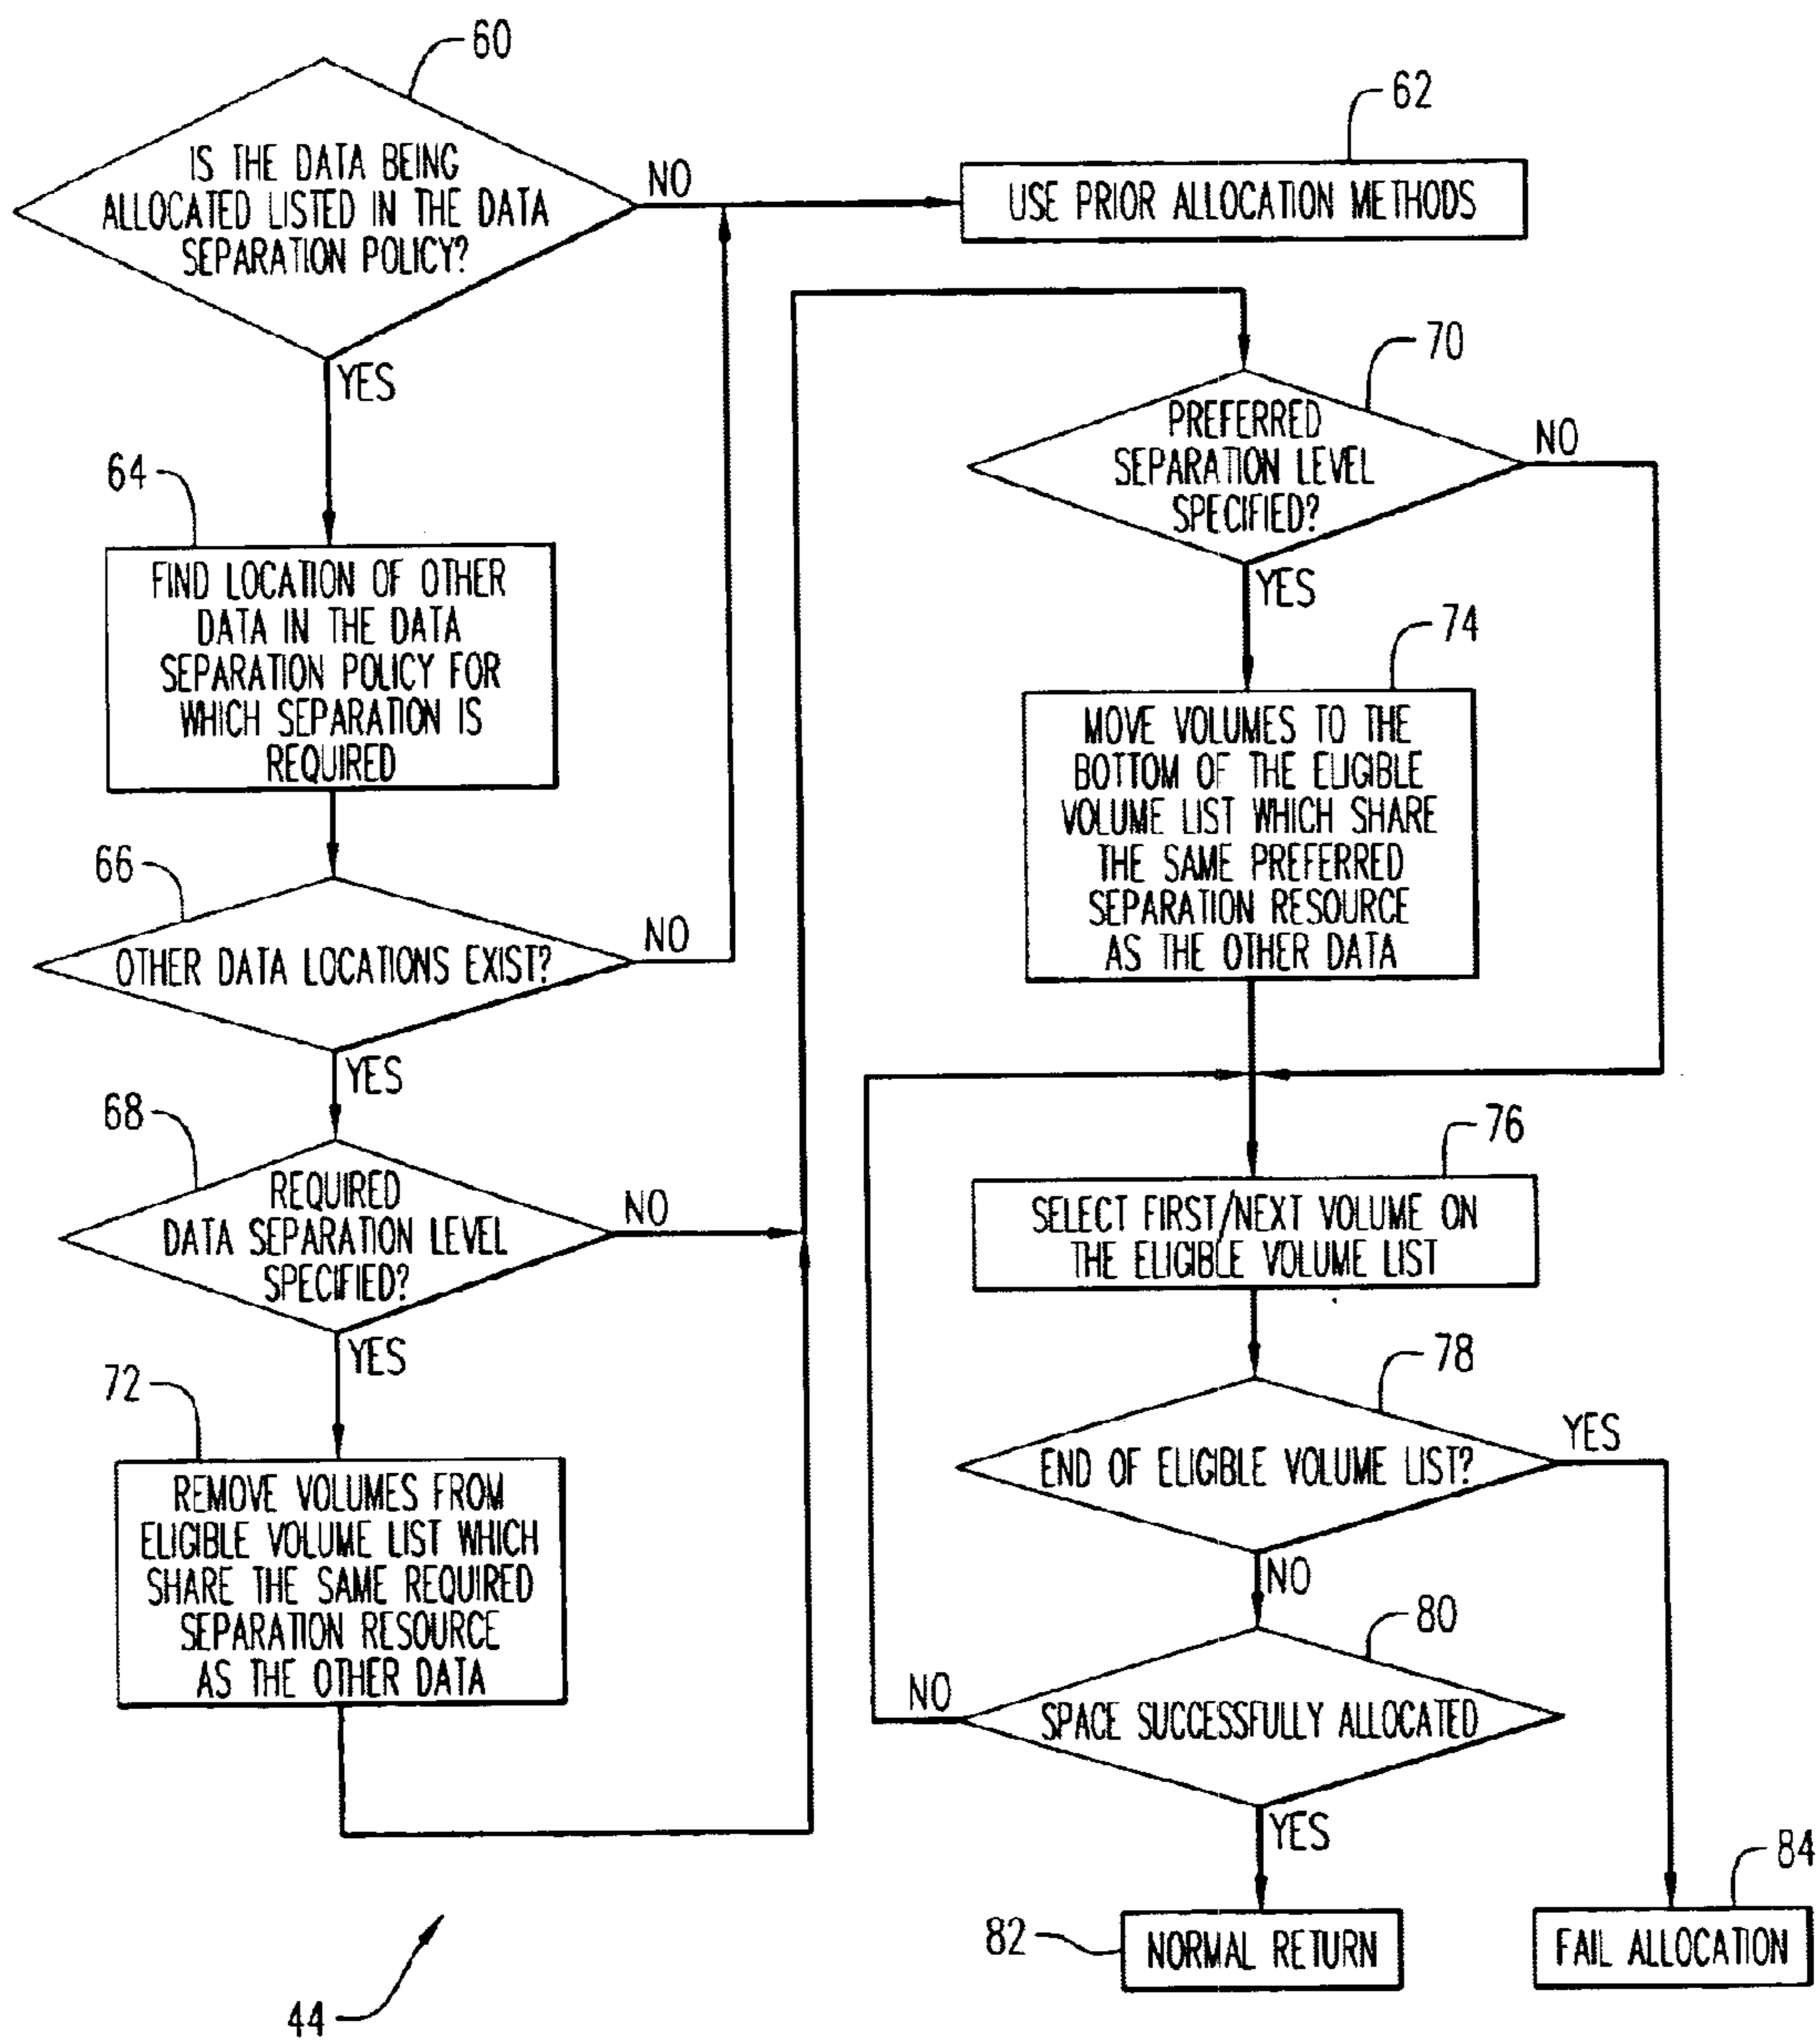 60
IS THE DATA BEING
ALLOCATED LISTED IN THE DATA
SEPARATION POLICY?
NO
YES
62
USE PRIOR ALLOCATION METHODS
64
FIND LOCATION OF OTHER
DATA IN THE DATA
SEPARATION POLICY FOR
WHICH SEPARATION IS
REQUIRED
66
OTHER DATA LOCATIONS EXIST?
NO
YES
68
REQUIRED
DATA SEPARATION LEVEL
SPECIFIED?
NO
YES
72
REMOVE VOLUMES FROM
ELIGIBLE VOLUME LIST WHICH
SHARE THE SAME REQUIRED
SEPARATION RESOURCE
AS THE OTHER DATA
70
PREFERRED
SEPARATION LEVEL
SPECIFIED?
NO
YES
74
MOVE VOLUMES TO THE
BOTTOM OF THE ELIGIBLE
VOLUME LIST WHICH SHARE
THE SAME PREFERRED
SEPARATION RESOURCE
AS THE OTHER DATA
76
SELECT FIRST/NEXT VOLUME ON
THE ELIGIBLE VOLUME LIST
78
END OF ELIGIBLE VOLUME LIST?
YES
NO
80
SPACE SUCCESSFULLY ALLOCATED
NO
YES
82
NORMAL RETURN
84
FAIL ALLOCATION
44